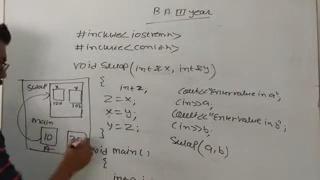 B A III year
#include<iostream>
#include<conio.h>
void Swap(int &x, int &y)
{
int z;
z=x;
x=y;
y=z;
}
void main()
{
cout<<"Enter value in a";
cin>>a;
cout<<"Enter value in b";
cin>>b;
Swap(a,b)
Swap
x
y
main
10
A